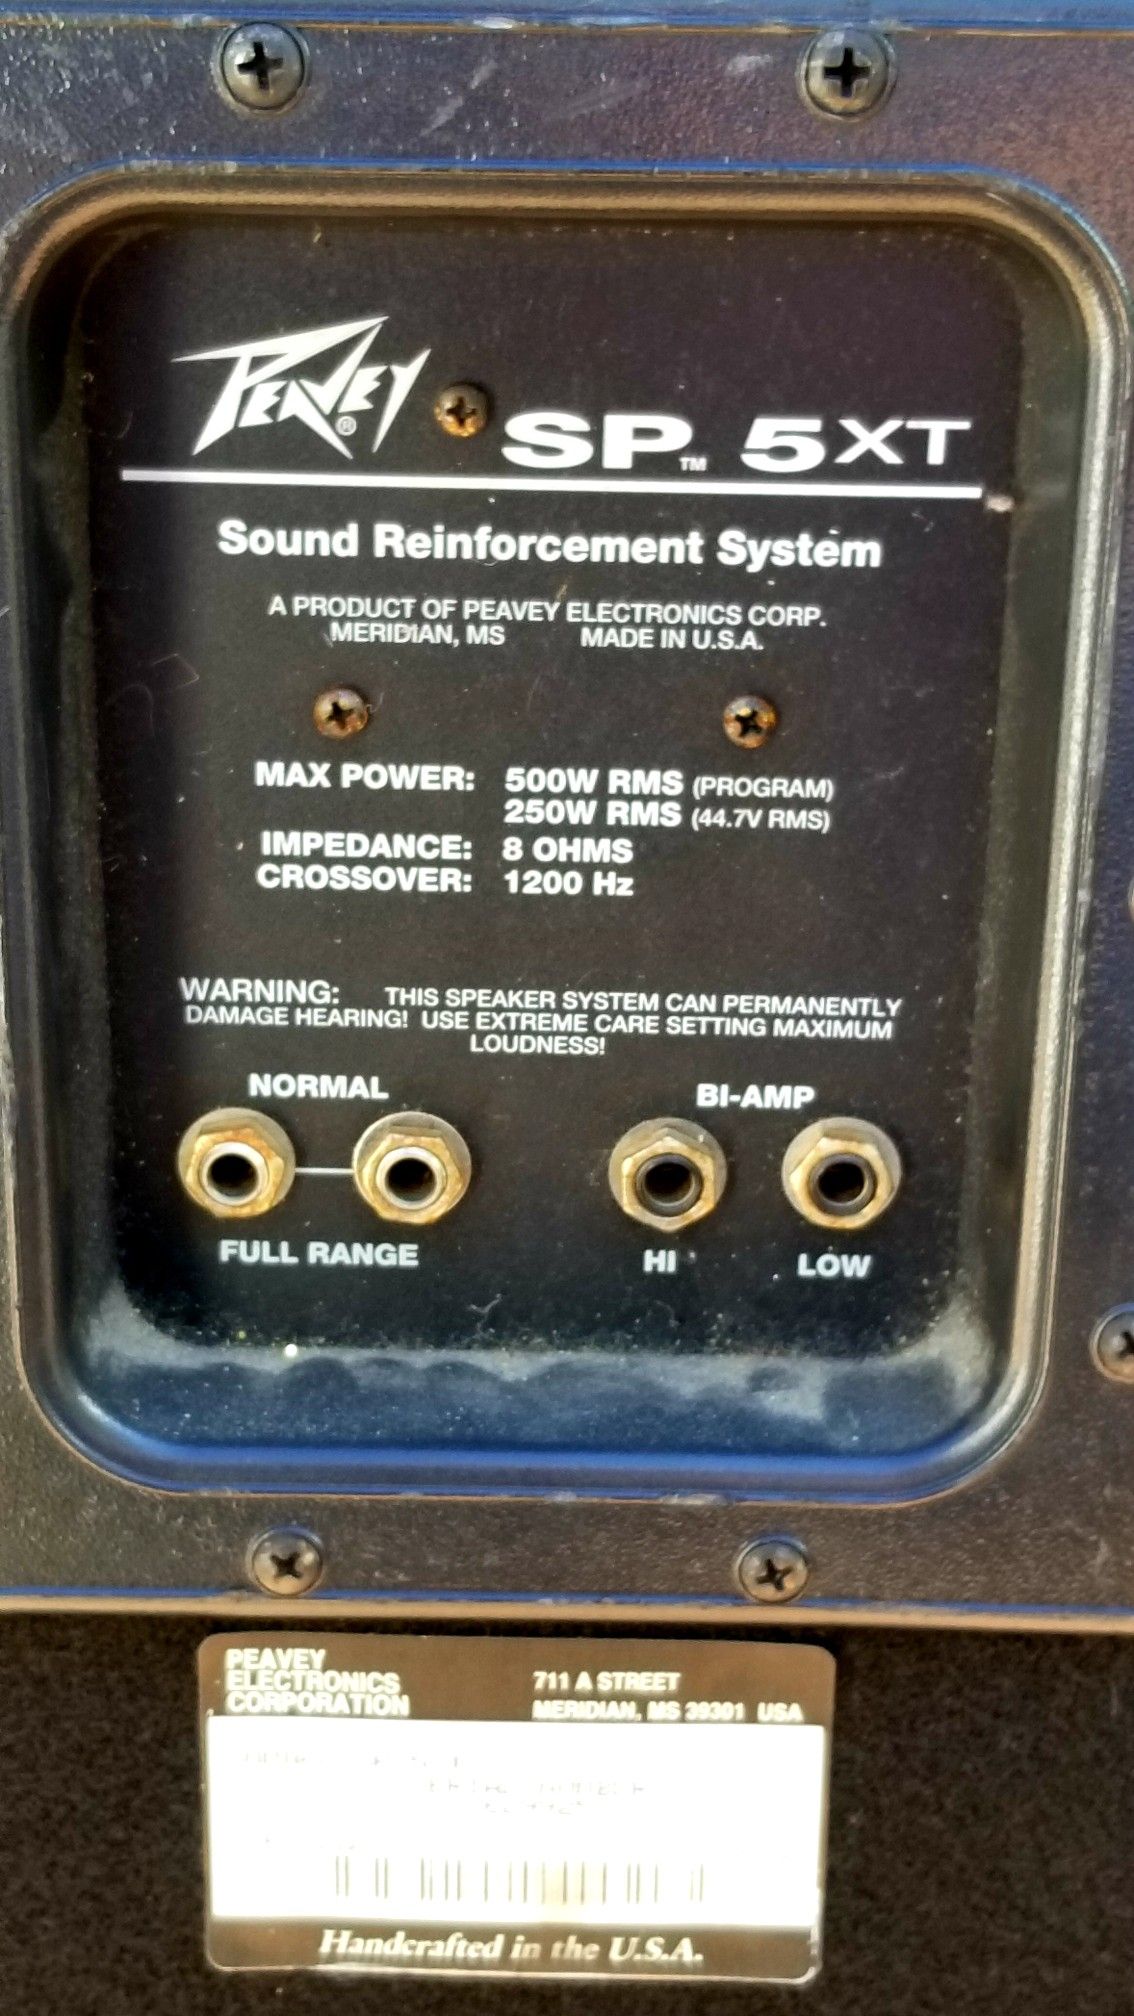 PEAVEY® SP™ 5XT
Sound Reinforcement System
A PRODUCT OF PEAVEY ELECTRONICS CORP.
MERIDIAN, MS MADE IN U.S.A.
MAX POWER: 500W RMS (PROGRAM)
250W RMS (44.7V RMS)
IMPEDANCE: 8 OHMS
CROSSOVER: 1200 Hz
WARNING: THIS SPEAKER SYSTEM CAN PERMANENTLY
DAMAGE HEARING! USE EXTREME CARE SETTING MAXIMUM
LOUDNESS!
NORMAL
BI-AMP
FULL RANGE
HI
LOW
PEAVEY
ELECTRONICS
CORPORATION
711 A STREET
MERIDIAN, MS 39301 USA
Handcrafted in the U.S.A.